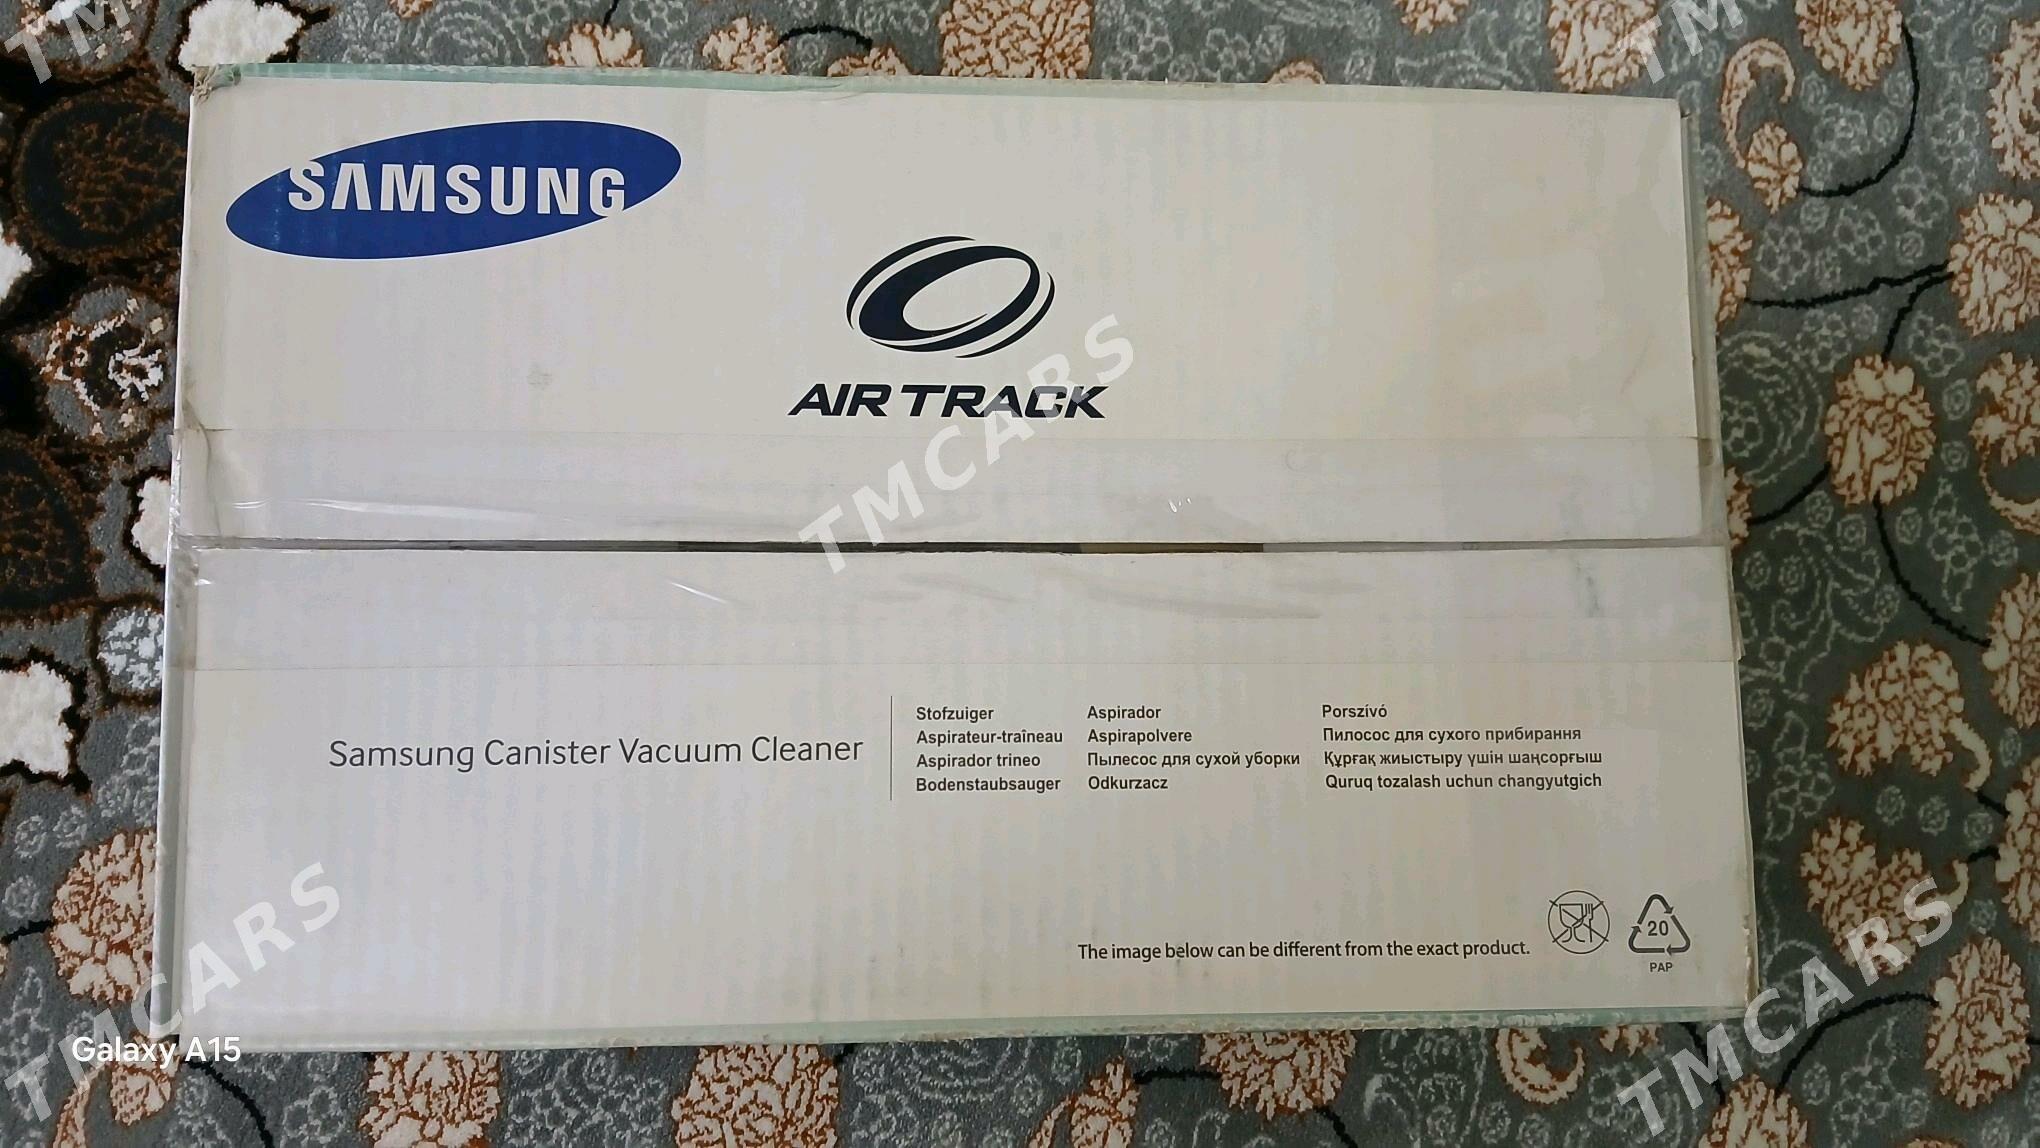 SAMSUNG
AIR TRACK
Samsung Canister Vacuum Cleaner
Stofzuiger
Aspirateur-traîneau
Aspirador trineo
Bodenstaubsauger
Aspirador
Aspirapolvere
Пылесос для сухой уборки
Odkurzacz
Porszívó
Пилосос для сухого прибирання
Құрғақ жиыстыру үшін шаңсорғыш
Quruq tozalash uchun changyutgich
The image below can be different from the exact product.
20
PAP
Galaxy A15
TM
TM
TMCARS
TMCARS
TMCARS